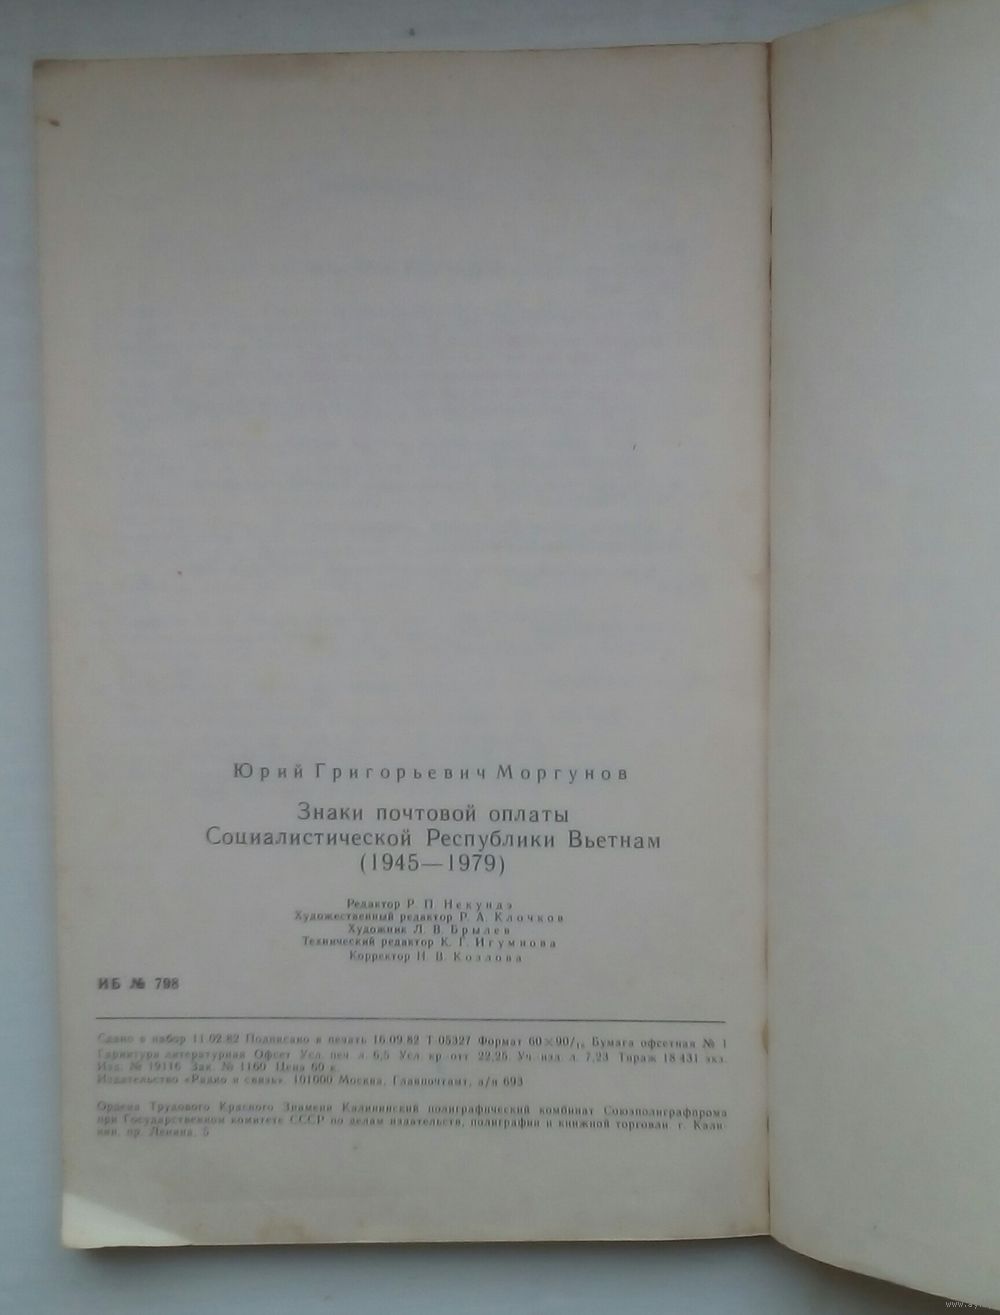 Юрий Григорьевич Моргунов
Знаки почтовой оплаты
Социалистической Республики Вьетнам
(1945—1979)
Редактор Р. П. Некундэ
Художественный редактор Р. А. Клочков
Художник Л. В. Брылев
Технический редактор К. Г. Игумнова
Корректор Н. В. Козлова
ИБ № 798
Сдано в набор 11.02.82 Подписано в печать 16.09.82 Т-05327 Формат 60×90/₁₆ Бумага офсетная № 1
Гарнитура литературная Офсет Усл. печ. л. 6,5 Усл. кр.-отт. 22,25 Уч.-изд. л. 7,23 Тираж 18 431 экз.
Изд. № 19116 Зак. № 1160 Цена 60 к.
Издательство «Радио и связь», 101000 Москва, Главпочтамт, а/я 693
Ордена Трудового Красного Знамени Калининский полиграфический комбинат Союзполиграфпрома
при Государственном комитете СССР по делам издательств, полиграфии и книжной торговли. г. Кали-
нин, пр. Ленина, 5